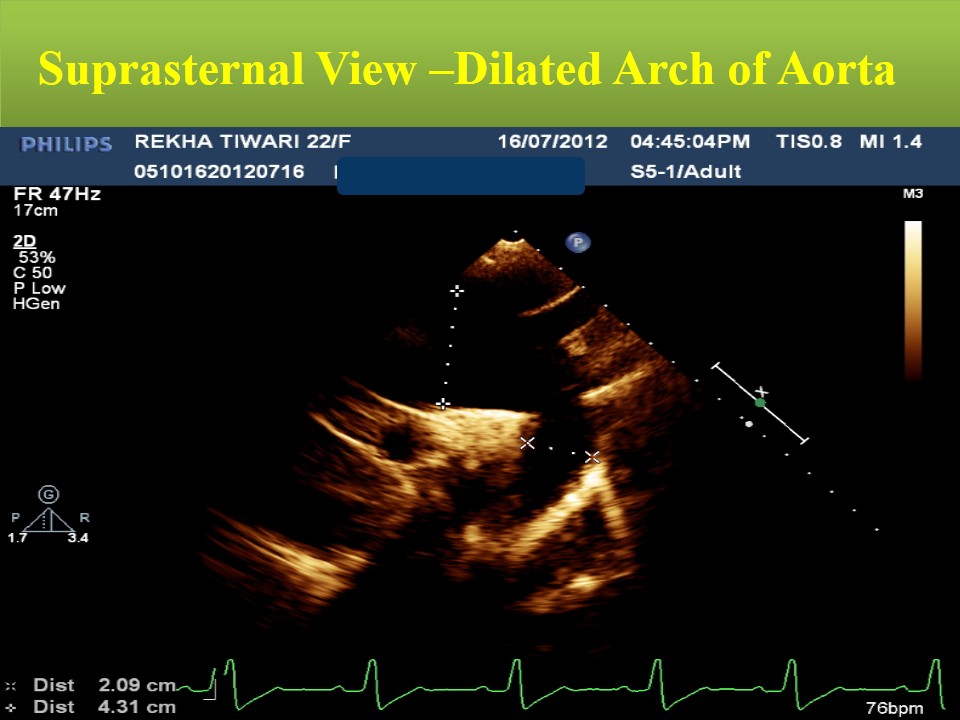 Suprasternal View –Dilated Arch of Aorta
PHILIPS REKHA TIWARI 22/F 16/07/2012 04:45:04PM TIS0.8 MI 1.4
05101620120716 S5-1/Adult
FR 47Hz
17cm
M3
2D
53%
C 50
P Low
HGen
P
G
P R
1.7 3.4
Dist 2.09 cm
Dist 4.31 cm
76bpm